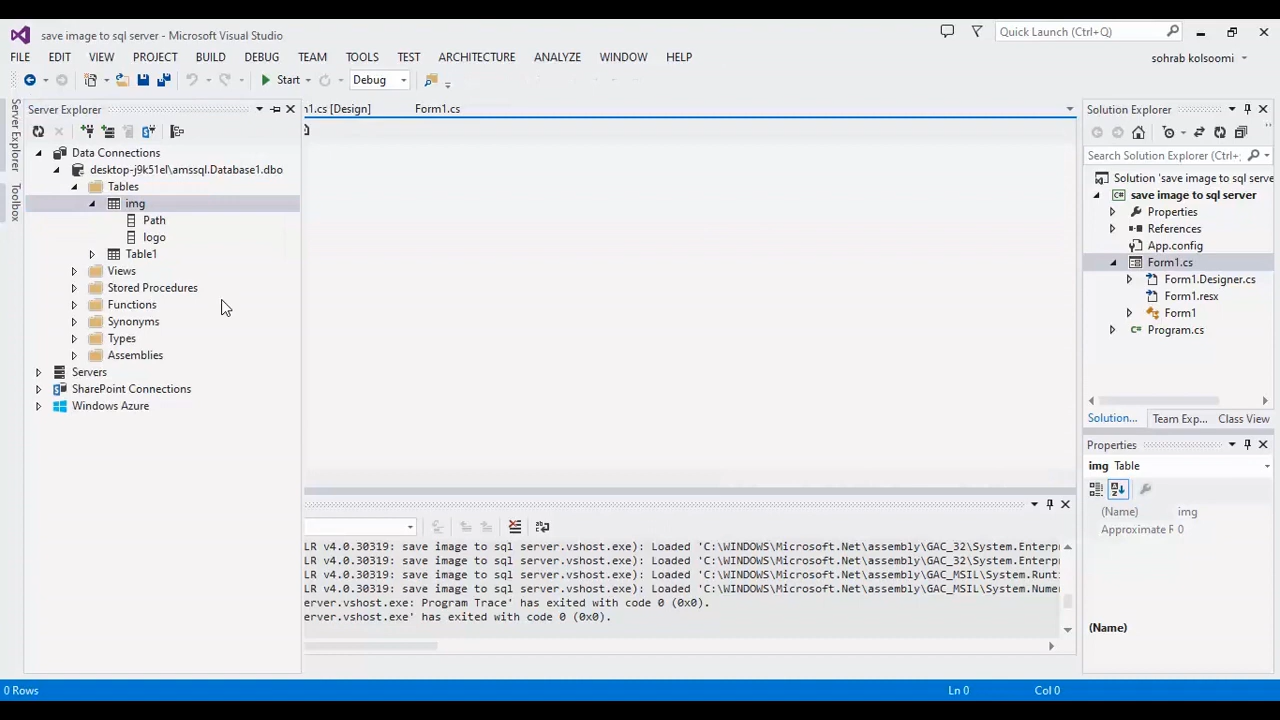 save image to sql server - Microsoft Visual Studio
Quick Launch (Ctrl+Q)
FILE EDIT VIEW PROJECT BUILD DEBUG TEAM TOOLS TEST ARCHITECTURE ANALYZE WINDOW HELP
sohrab kolsoomi
Start
Debug
Server Explorer
Toolbox
Server Explorer
Data Connections
desktop-j9k51el\amssql.Database1.dbo
Tables
img
Path
logo
Table1
Views
Stored Procedures
Functions
Synonyms
Types
Assemblies
Servers
SharePoint Connections
Windows Azure
n1.cs [Design]
Form1.cs
LR v4.0.30319: save image to sql server.vshost.exe): Loaded 'C:\WINDOWS\Microsoft.Net\assembly\GAC_32\System.Enterp
LR v4.0.30319: save image to sql server.vshost.exe): Loaded 'C:\WINDOWS\Microsoft.Net\assembly\GAC_32\System.Enterp
LR v4.0.30319: save image to sql server.vshost.exe): Loaded 'C:\WINDOWS\Microsoft.Net\assembly\GAC_MSIL\System.Runt
LR v4.0.30319: save image to sql server.vshost.exe): Loaded 'C:\WINDOWS\Microsoft.Net\assembly\GAC_MSIL\System.Nume
erver.vshost.exe: Program Trace' has exited with code 0 (0x0).
erver.vshost.exe' has exited with code 0 (0x0).
Solution Explorer
Search Solution Explorer (Ctrl+;
Solution 'save image to sql serve
save image to sql server
Properties
References
App.config
Form1.cs
Form1.Designer.cs
Form1.resx
Form1
Program.cs
Solution... Team Exp... Class View
Properties
img Table
(Name) img
Approximate R 0
(Name)
0 Rows
Ln 0
Col 0